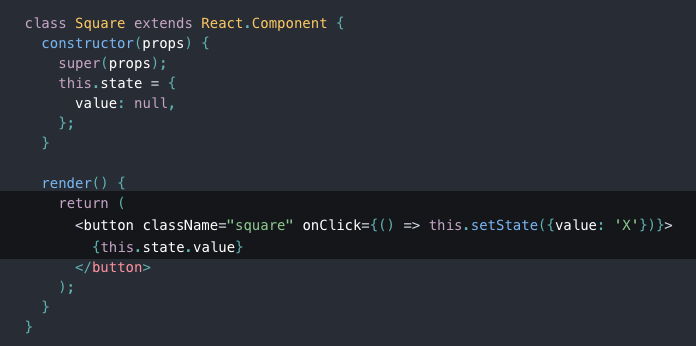 class Square extends React.Component {
constructor(props) {
super(props);
this.state = {
value: null,
};
}
render() {
return (
<button className="square" onClick={() => this.setState({value: 'X'})}>
{this.state.value}
</button>
);
}
}